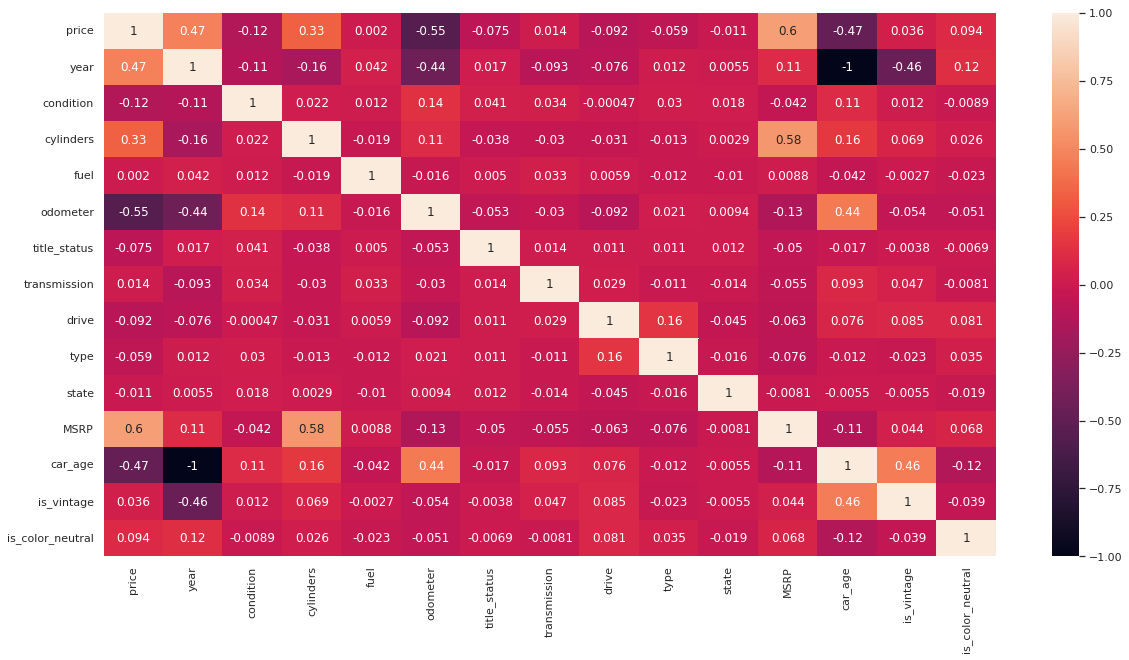 price 1 0.47 -0.12 0.33 0.002 -0.55 -0.075 0.014 -0.092 -0.059 -0.011 0.6 -0.47 0.036 0.094
year 0.47 1 -0.11 -0.16 0.042 -0.44 0.017 -0.093 -0.076 0.012 0.0055 0.11 -1 -0.46 0.12
condition -0.12 -0.11 1 0.022 0.012 0.14 0.041 0.034 -0.00047 0.03 0.018 -0.042 0.11 0.012 -0.0089
cylinders 0.33 -0.16 0.022 1 -0.019 0.11 -0.038 -0.03 -0.031 -0.013 0.0029 0.58 0.16 0.069 0.026
fuel 0.002 0.042 0.012 -0.019 1 -0.016 0.005 0.033 0.0059 -0.012 -0.01 0.0088 -0.042 -0.0027 -0.023
odometer -0.55 -0.44 0.14 0.11 -0.016 1 -0.053 -0.03 -0.092 0.021 0.0094 -0.13 0.44 -0.054 -0.051
title_status -0.075 0.017 0.041 -0.038 0.005 -0.053 1 0.014 0.011 0.011 0.012 -0.05 -0.017 -0.0038 -0.0069
transmission 0.014 -0.093 0.034 -0.03 0.033 -0.03 0.014 1 0.029 -0.011 -0.014 -0.055 0.093 0.047 -0.0081
drive -0.092 -0.076 -0.00047 -0.031 0.0059 -0.092 0.011 0.029 1 0.16 -0.045 -0.063 0.076 0.085 0.081
type -0.059 0.012 0.03 -0.013 -0.012 0.021 0.011 -0.011 0.16 1 -0.016 -0.076 -0.012 -0.023 0.035
state -0.011 0.0055 0.018 0.0029 -0.01 0.0094 0.012 -0.014 -0.045 -0.016 1 -0.0081 -0.0055 -0.0055 -0.019
MSRP 0.6 0.11 -0.042 0.58 0.0088 -0.13 -0.05 -0.055 -0.063 -0.076 -0.0081 1 -0.11 0.044 0.068
car_age -0.47 -1 0.11 0.16 -0.042 0.44 -0.017 0.093 0.076 -0.012 -0.0055 -0.11 1 0.46 -0.12
is_vintage 0.036 -0.46 0.012 0.069 -0.0027 -0.054 -0.0038 0.047 0.085 -0.023 -0.0055 0.044 0.46 1 -0.039
is_color_neutral 0.094 0.12 -0.0089 0.026 -0.023 -0.051 -0.0069 -0.0081 0.081 0.035 -0.019 0.068 -0.12 -0.039 1
price year condition cylinders fuel odometer title_status transmission drive type state MSRP car_age is_vintage is_color_neutral
1.00
0.75
0.50
0.25
0.00
−0.25
−0.50
−0.75
−1.00